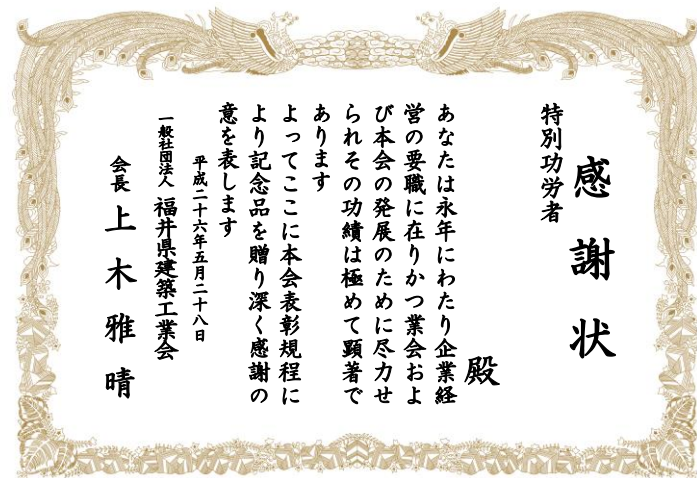 感謝状
特別功労者
殿
あなたは永年にわたり企業経
営の要職に在りかつ業会およ
び本会の発展のために尽力せ
られその功績は極めて顕著で
あります
よってここに本会表彰規程に
より記念品を贈り深く感謝の
意を表します
平成二十六年五月二十八日
一般社団法人 福井県建築工業会
会長 上木雅晴